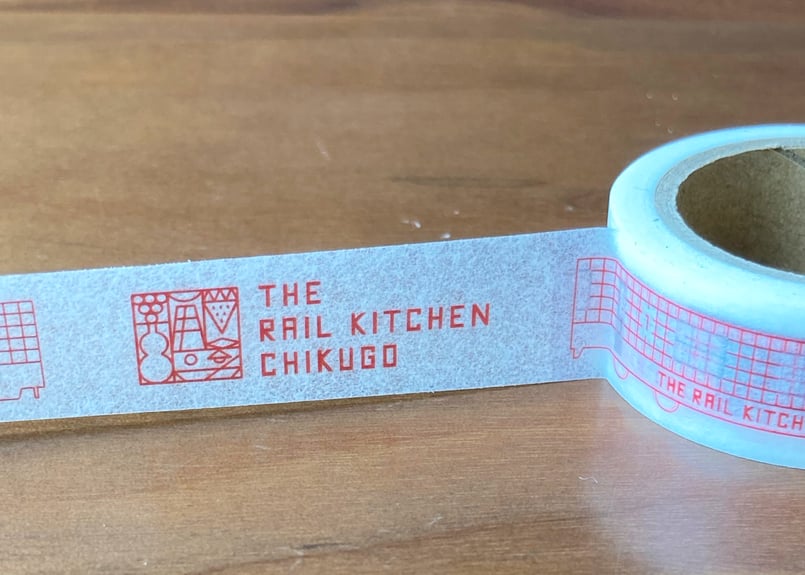 THE
RAIL KITCHEN
CHIKUGO
THE RAIL KITCH